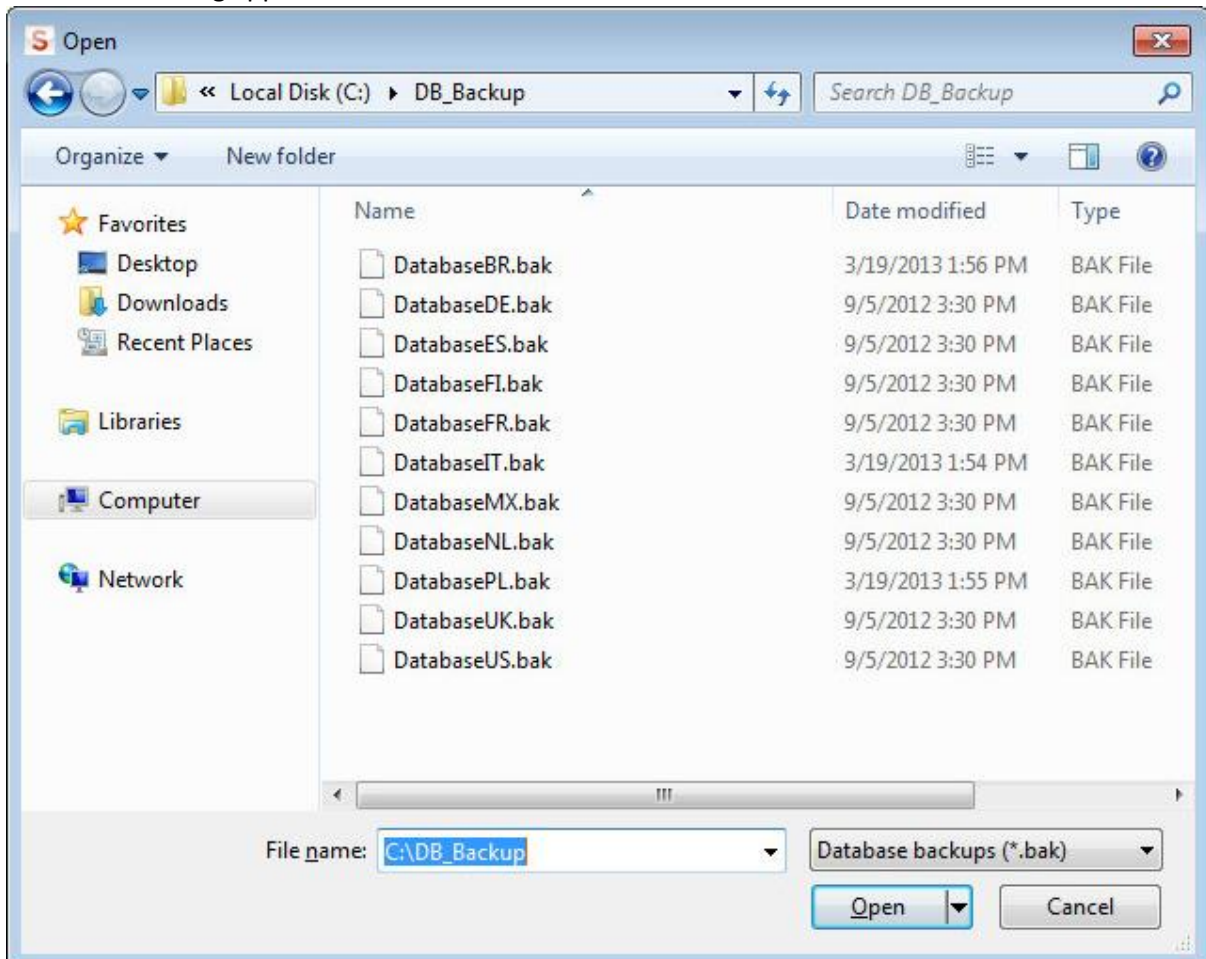 S Open
« Local Disk (C:) ▸ DB_Backup Search DB_Backup
Organize New folder
Favorites
Desktop
Downloads
Recent Places
Libraries
Computer
Network
Name Date modified Type
DatabaseBR.bak 3/19/2013 1:56 PM BAK File
DatabaseDE.bak 9/5/2012 3:30 PM BAK File
DatabaseES.bak 9/5/2012 3:30 PM BAK File
DatabaseFI.bak 9/5/2012 3:30 PM BAK File
DatabaseFR.bak 9/5/2012 3:30 PM BAK File
DatabaseIT.bak 3/19/2013 1:54 PM BAK File
DatabaseMX.bak 9/5/2012 3:30 PM BAK File
DatabaseNL.bak 9/5/2012 3:30 PM BAK File
DatabasePL.bak 3/19/2013 1:55 PM BAK File
DatabaseUK.bak 9/5/2012 3:30 PM BAK File
DatabaseUS.bak 9/5/2012 3:30 PM BAK File
File name: C:\DB_Backup Database backups (*.bak)
Open Cancel